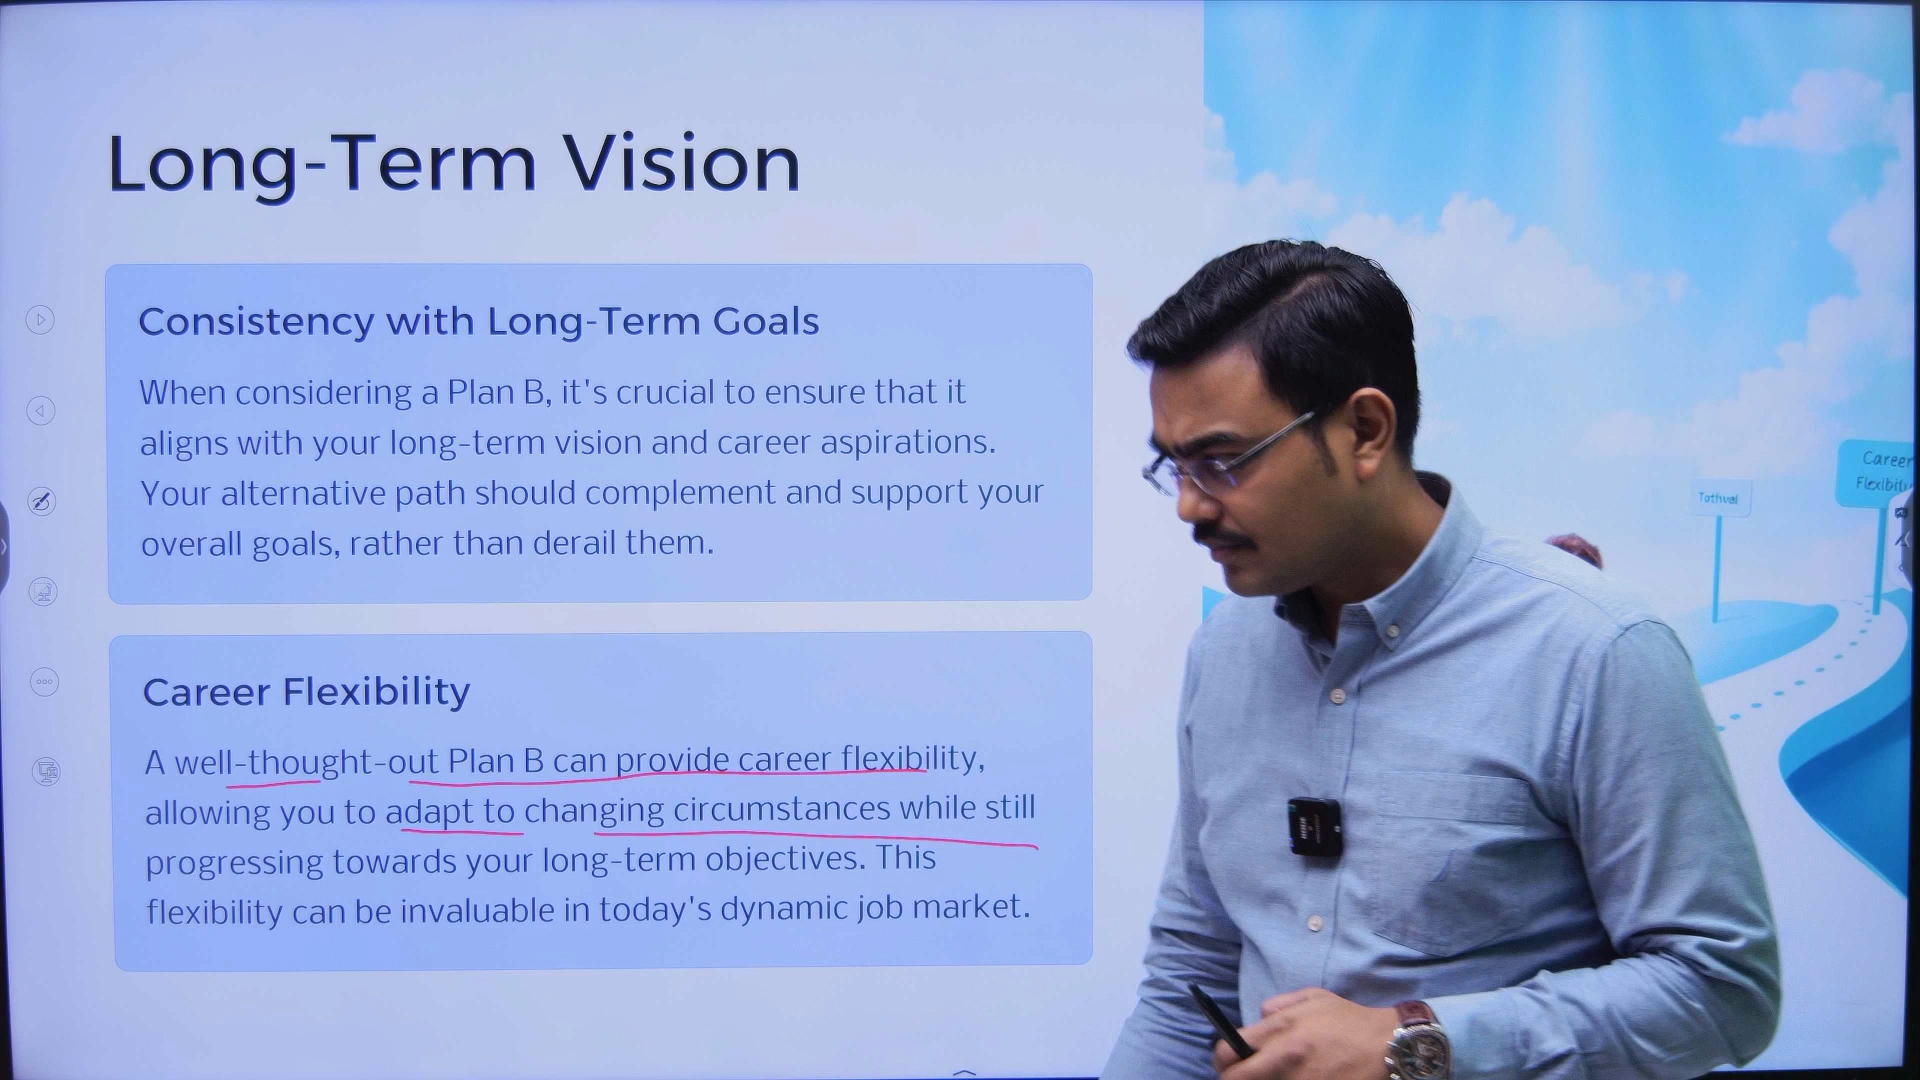 Long-Term Vision
Consistency with Long-Term Goals
When considering a Plan B, it's crucial to ensure that it
aligns with your long-term vision and career aspirations.
Your alternative path should complement and support your
overall goals, rather than derail them.
Career Flexibility
A well-thought-out Plan B can provide career flexibility,
allowing you to adapt to changing circumstances while still
progressing towards your long-term objectives. This
flexibility can be invaluable in today's dynamic job market.
Tothvel
Career